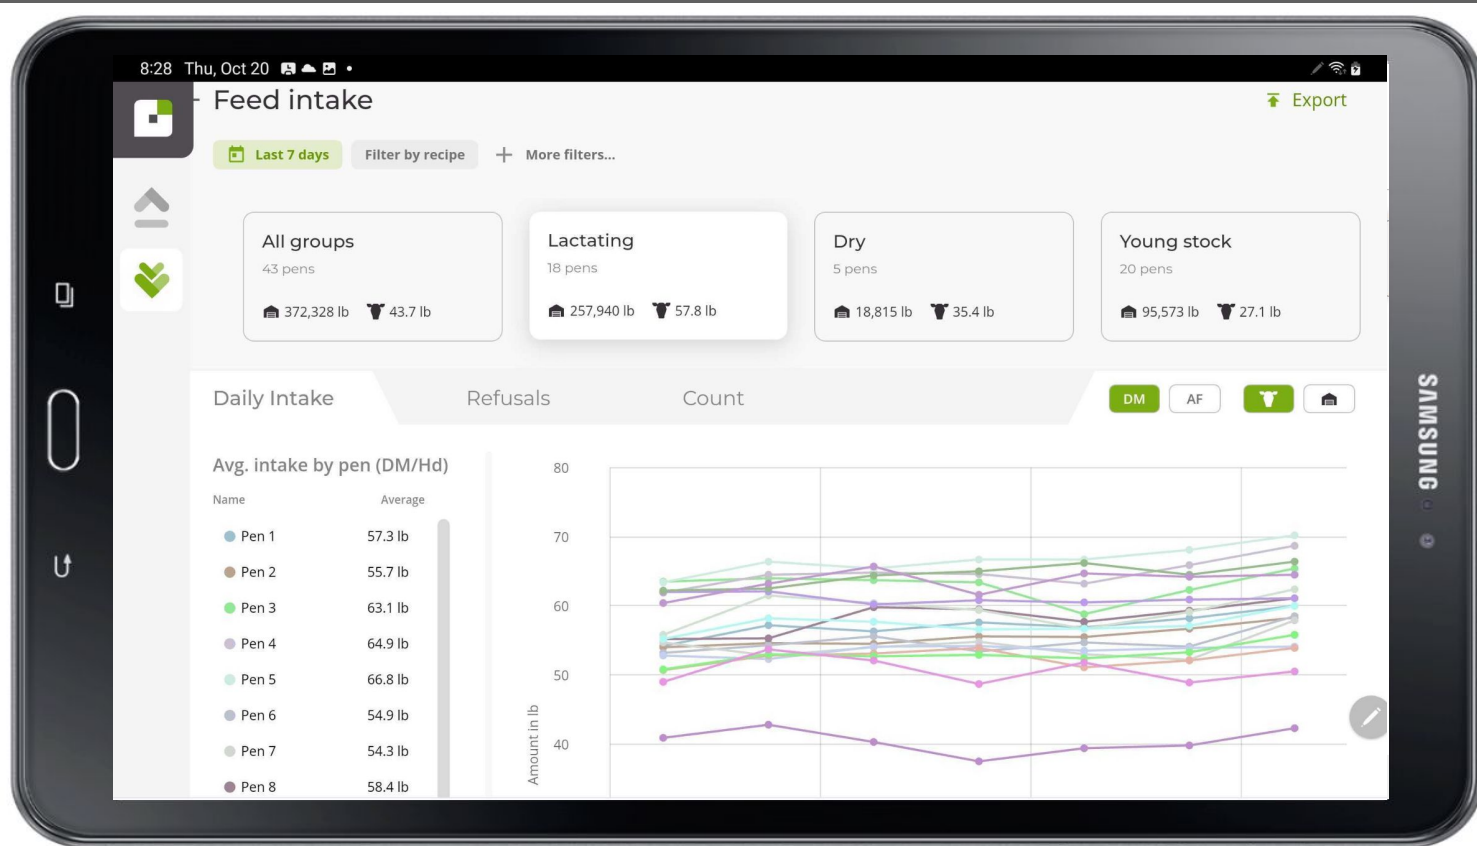 8:28 Thu, Oct 20
Feed intake
Export
Last 7 days
Filter by recipe
More filters...
All groups
43 pens
372,328 lb 43.7 lb
Lactating
18 pens
257,940 lb 57.8 lb
Dry
5 pens
18,815 lb 35.4 lb
Young stock
20 pens
95,573 lb 27.1 lb
Daily Intake
Refusals
Count
DM
AF
Avg. intake by pen (DM/Hd)
Name Average
Pen 1 57.3 lb
Pen 2 55.7 lb
Pen 3 63.1 lb
Pen 4 64.9 lb
Pen 5 66.8 lb
Pen 6 54.9 lb
Pen 7 54.3 lb
Pen 8 58.4 lb
80
70
60
50
40
Amount in lb
SAMSUNG